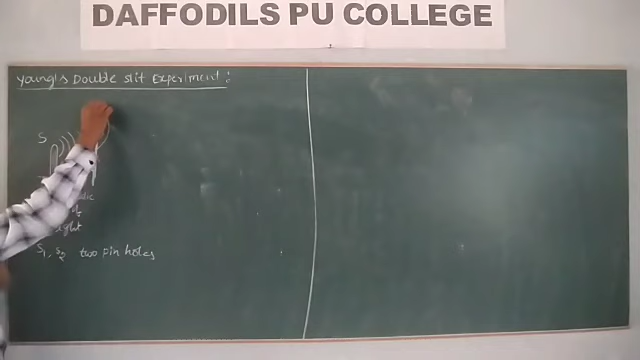 DAFFODILS PU COLLEGE
Young's Double slit Experiment :
S
S₁, S₂ two pin holes